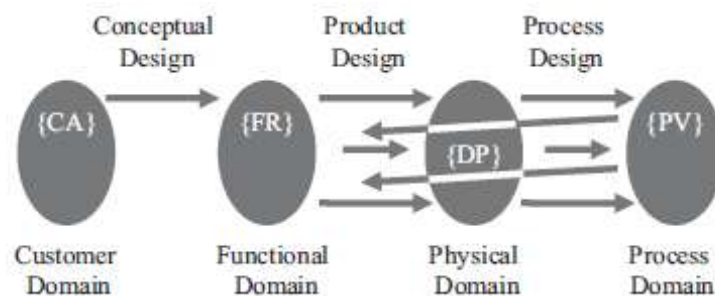 Conceptual Design
Product Design
Process Design
{CA}
{FR}
{DP}
{PV}
Customer Domain
Functional Domain
Physical Domain
Process Domain